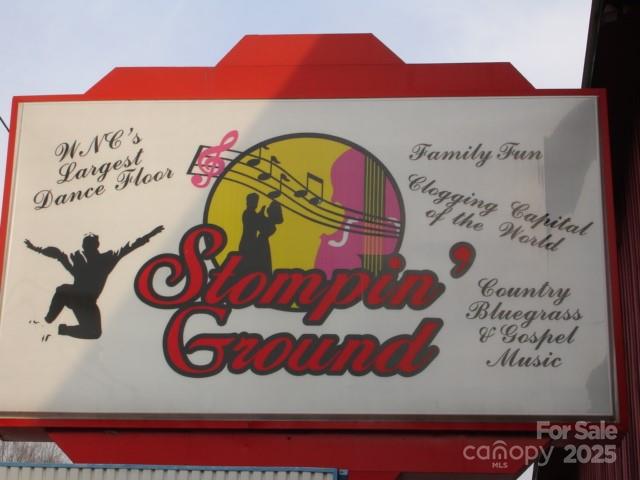 WNC's
Largest
Dance Floor
Family Fun
Clogging Capital
of the World
Stompin'
Ground
Country
Bluegrass
& Gospel
Music
For Sale
canopy 2025
MLS